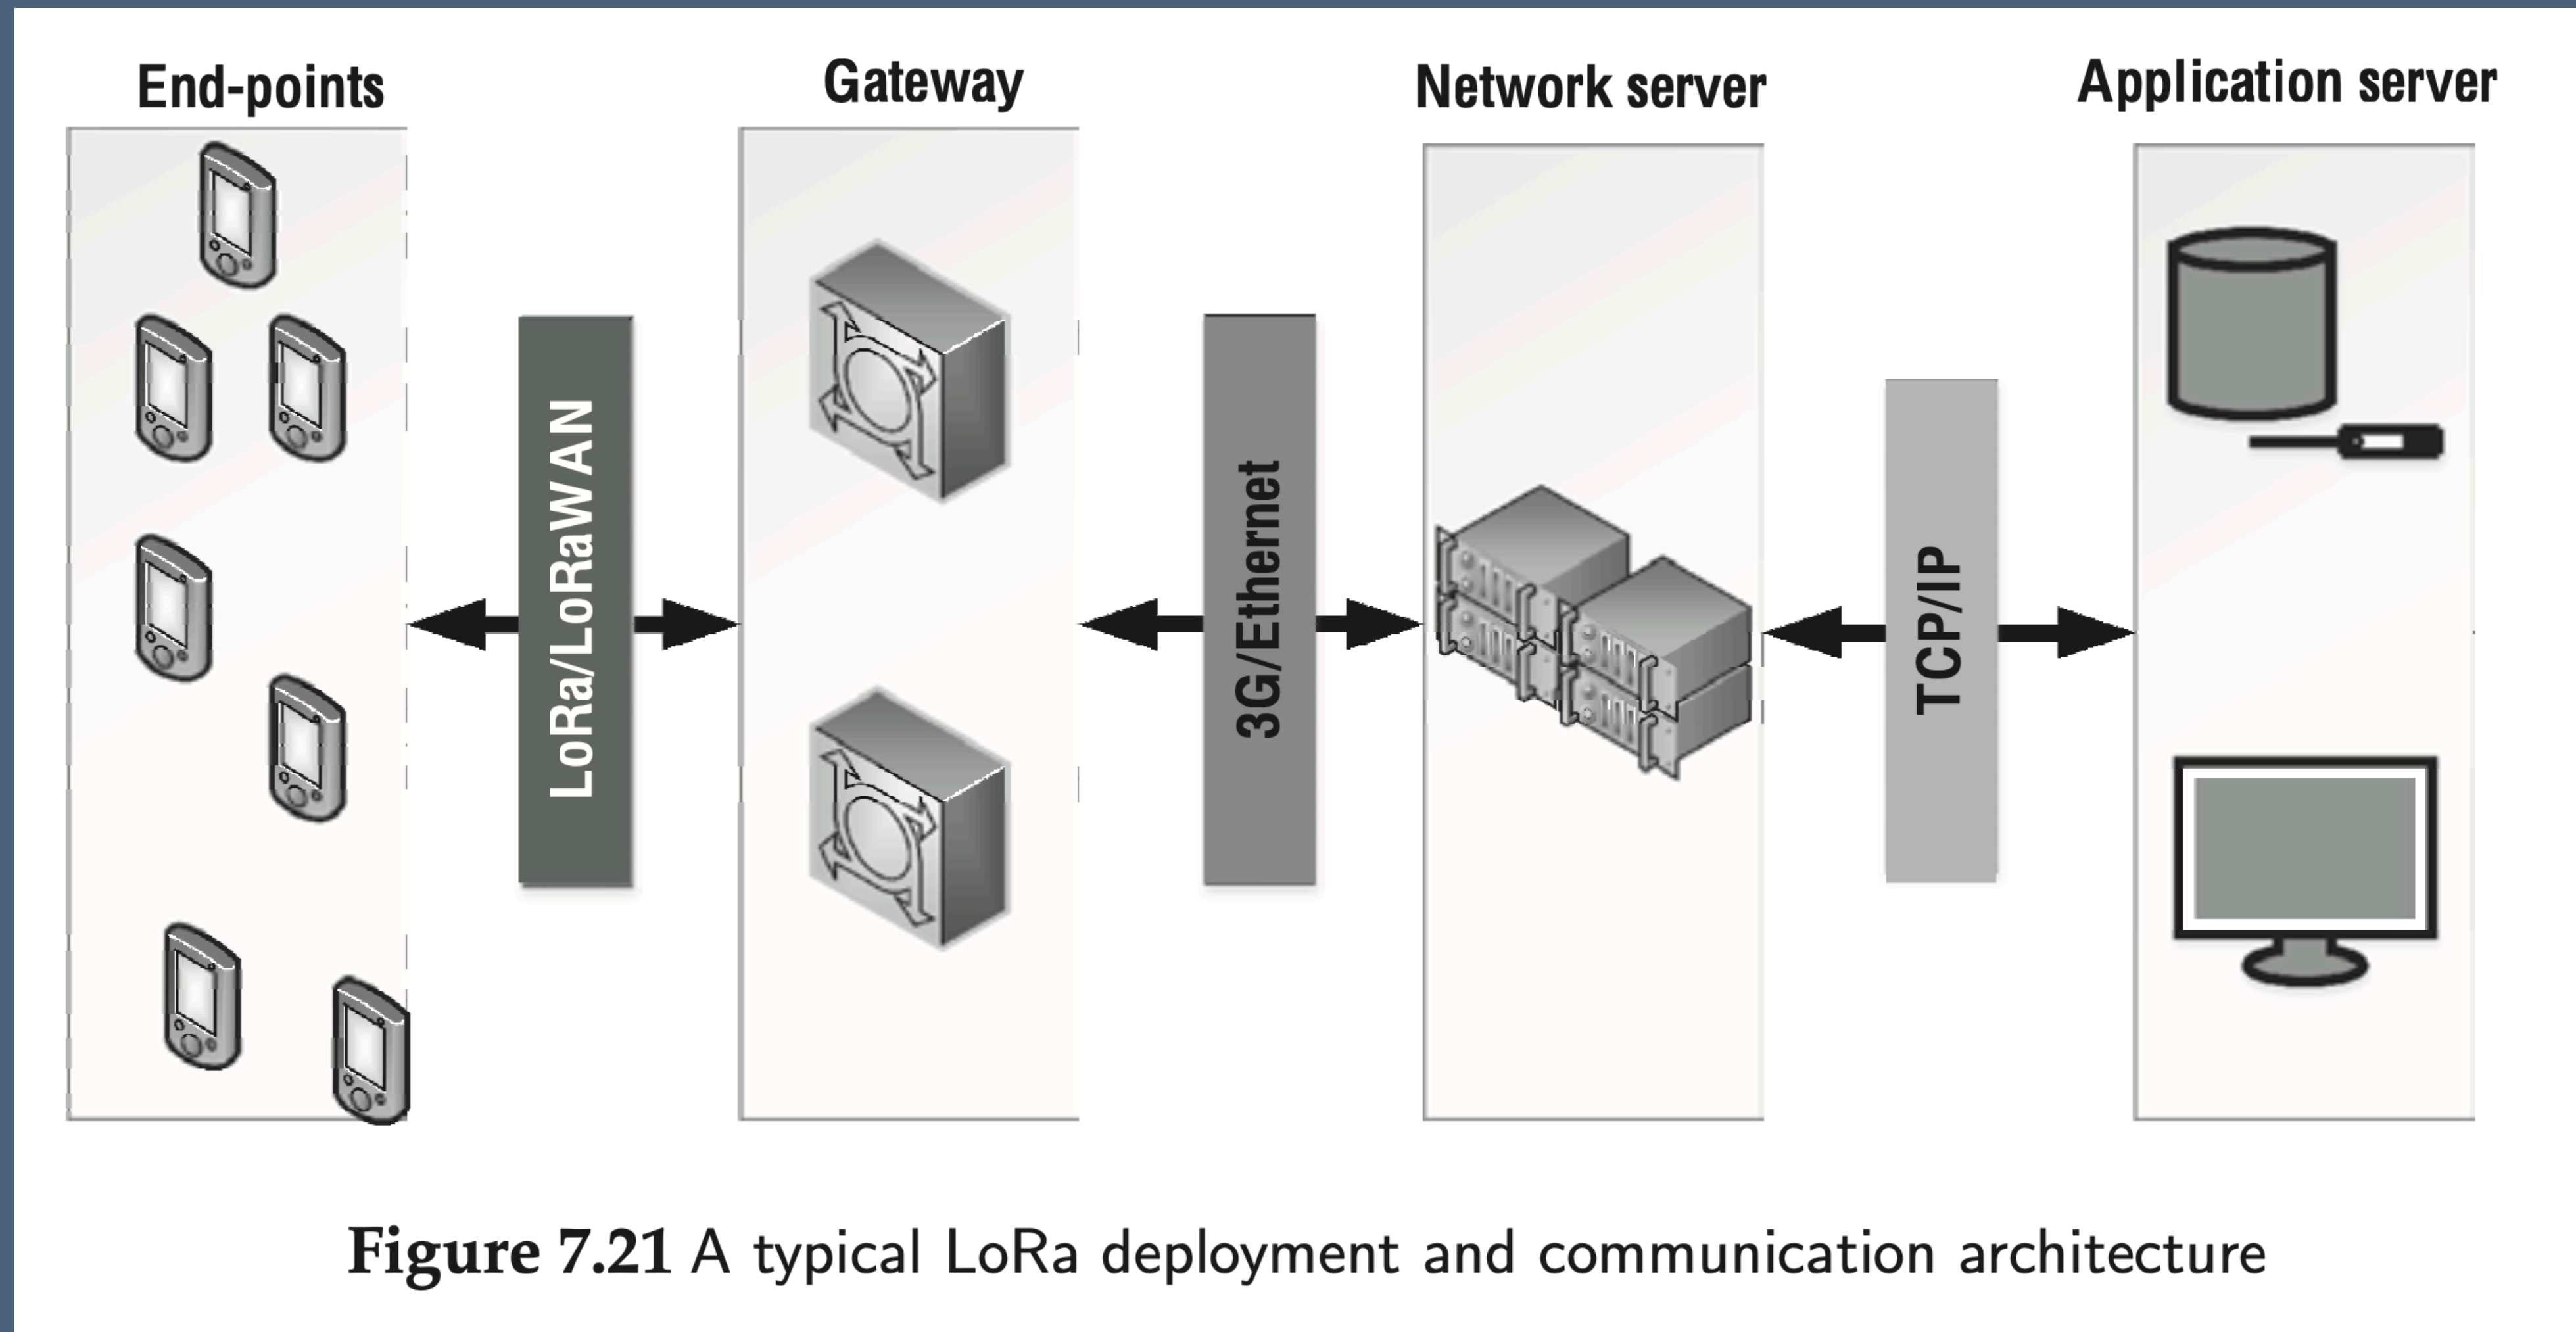 End-points
Gateway
Network server
Application server
LoRa/LoRaWAN
3G/Ethernet
TCP/IP
Figure 7.21 A typical LoRa deployment and communication architecture